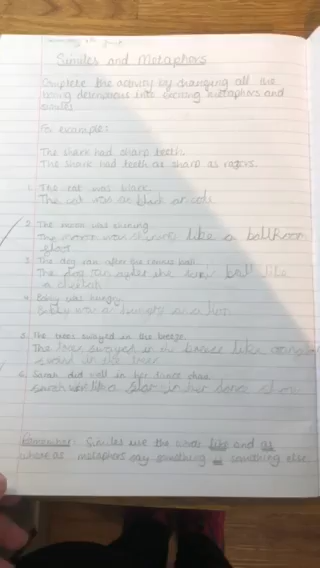 Similes and Metaphors
Complete the activity by changing all the
boring descriptions into exciting metaphors and
similes
For example:
The shark had sharp teeth.
The shark had teeth as sharp as razors.
1. The cat was black.
The cat was as black as coal
2. The moon was shining
The moon was shining like a ballroom
3. The dog ran after the tennis ball.
The dog ran after the ball like
a cheetah
4. was hungry
was as hungry as a lion
5. The trees swayed in the breeze.
The trees swayed in the breeze like
in the
6. Sarah did well in her dance show
Sarah was like a Star in her dance show
Remember: Similes use the words like and as
where as metaphors say something is something else